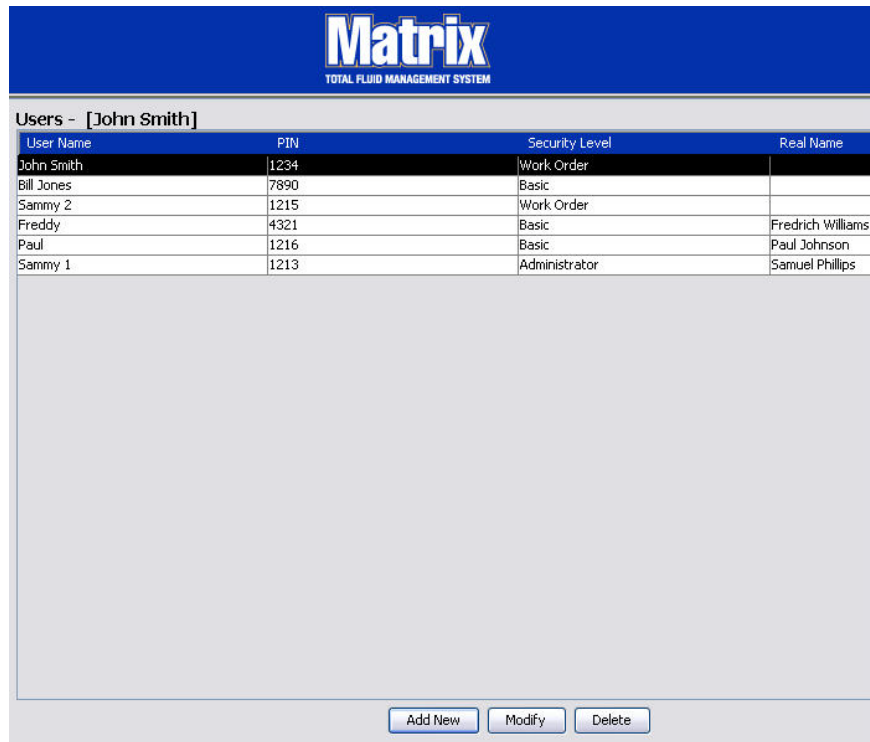 Matrix
TOTAL FLUID MANAGEMENT SYSTEM
Users - [John Smith]
User Name PIN Security Level Real Name
John Smith 1234 Work Order
Bill Jones 7890 Basic
Sammy 2 1215 Work Order
Freddy 4321 Basic Fredrich Williams
Paul 1216 Basic Paul Johnson
Sammy 1 1213 Administrator Samuel Phillips
Add New Modify Delete